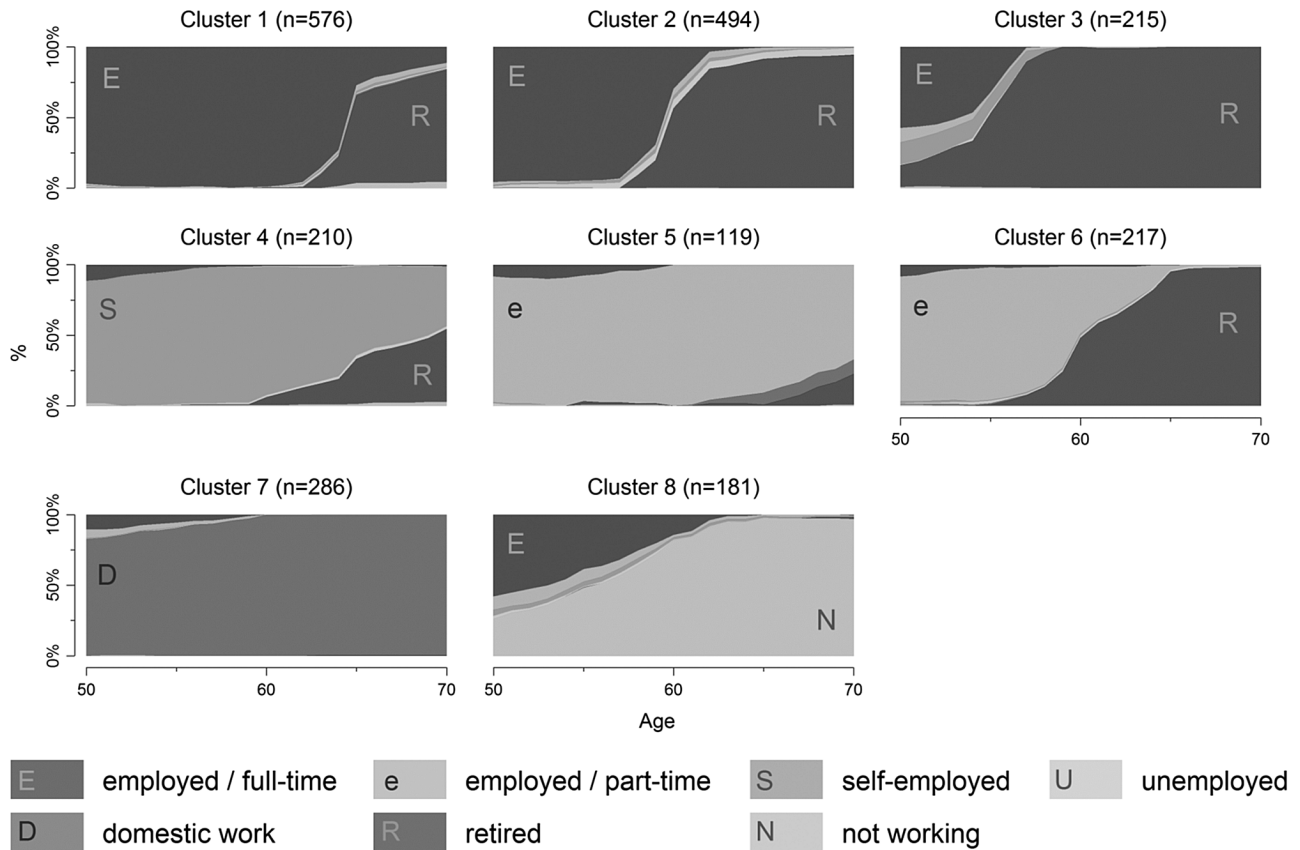 Cluster 1 (n=576) Cluster 2 (n=494) Cluster 3 (n=215)
100%
50%
0%
E R E R E R
Cluster 4 (n=210) Cluster 5 (n=119) Cluster 6 (n=217)
100%
50%
0%
%
S R e e R
50 60 70
Cluster 7 (n=286) Cluster 8 (n=181)
100%
50%
0%
D E N
50 60 70 50 60 70
Age
E employed / full-time e employed / part-time S self-employed U unemployed
D domestic work R retired N not working